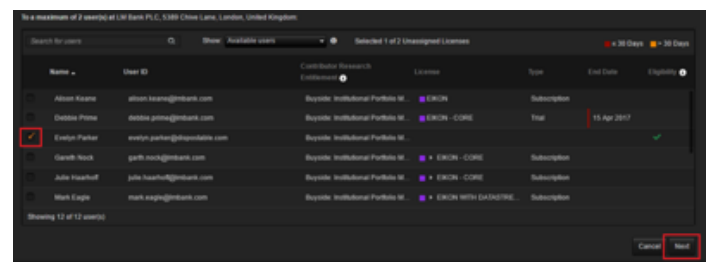 To a maximum of 2 user(s) at LM Bank PLC, 5389 Chive Lane, London, United Kingdom
Search for users Show: Available users Selected 1 of 2 Unassigned Licenses < 30 Days > 30 Days
Name User ID Contributor Research Entitlement License Type End Date Eligibility
Alison Keane alison.keane@lmbank.com Buyside: Institutional Portfolio M... EIKON Subscription
Debbie Prime debbie.prime@lmbank.com Buyside: Institutional Portfolio M... EIKON - CORE Trial 15 Apr 2017
Evelyn Parker evelyn.parker@dispostable.com Buyside: Institutional Portfolio M...
Gareth Nock garth.nock@lmbank.com Buyside: Institutional Portfolio M... + EIKON - CORE Subscription
Julie Haarhoff julie.haarhoff@lmbank.com Buyside: Institutional Portfolio M... + EIKON - CORE Subscription
Mark Eagle mark.eagle@lmbank.com Buyside: Institutional Portfolio M... + EIKON WITH DATASTRE... Subscription
Showing 12 of 12 user(s)
Cancel Next